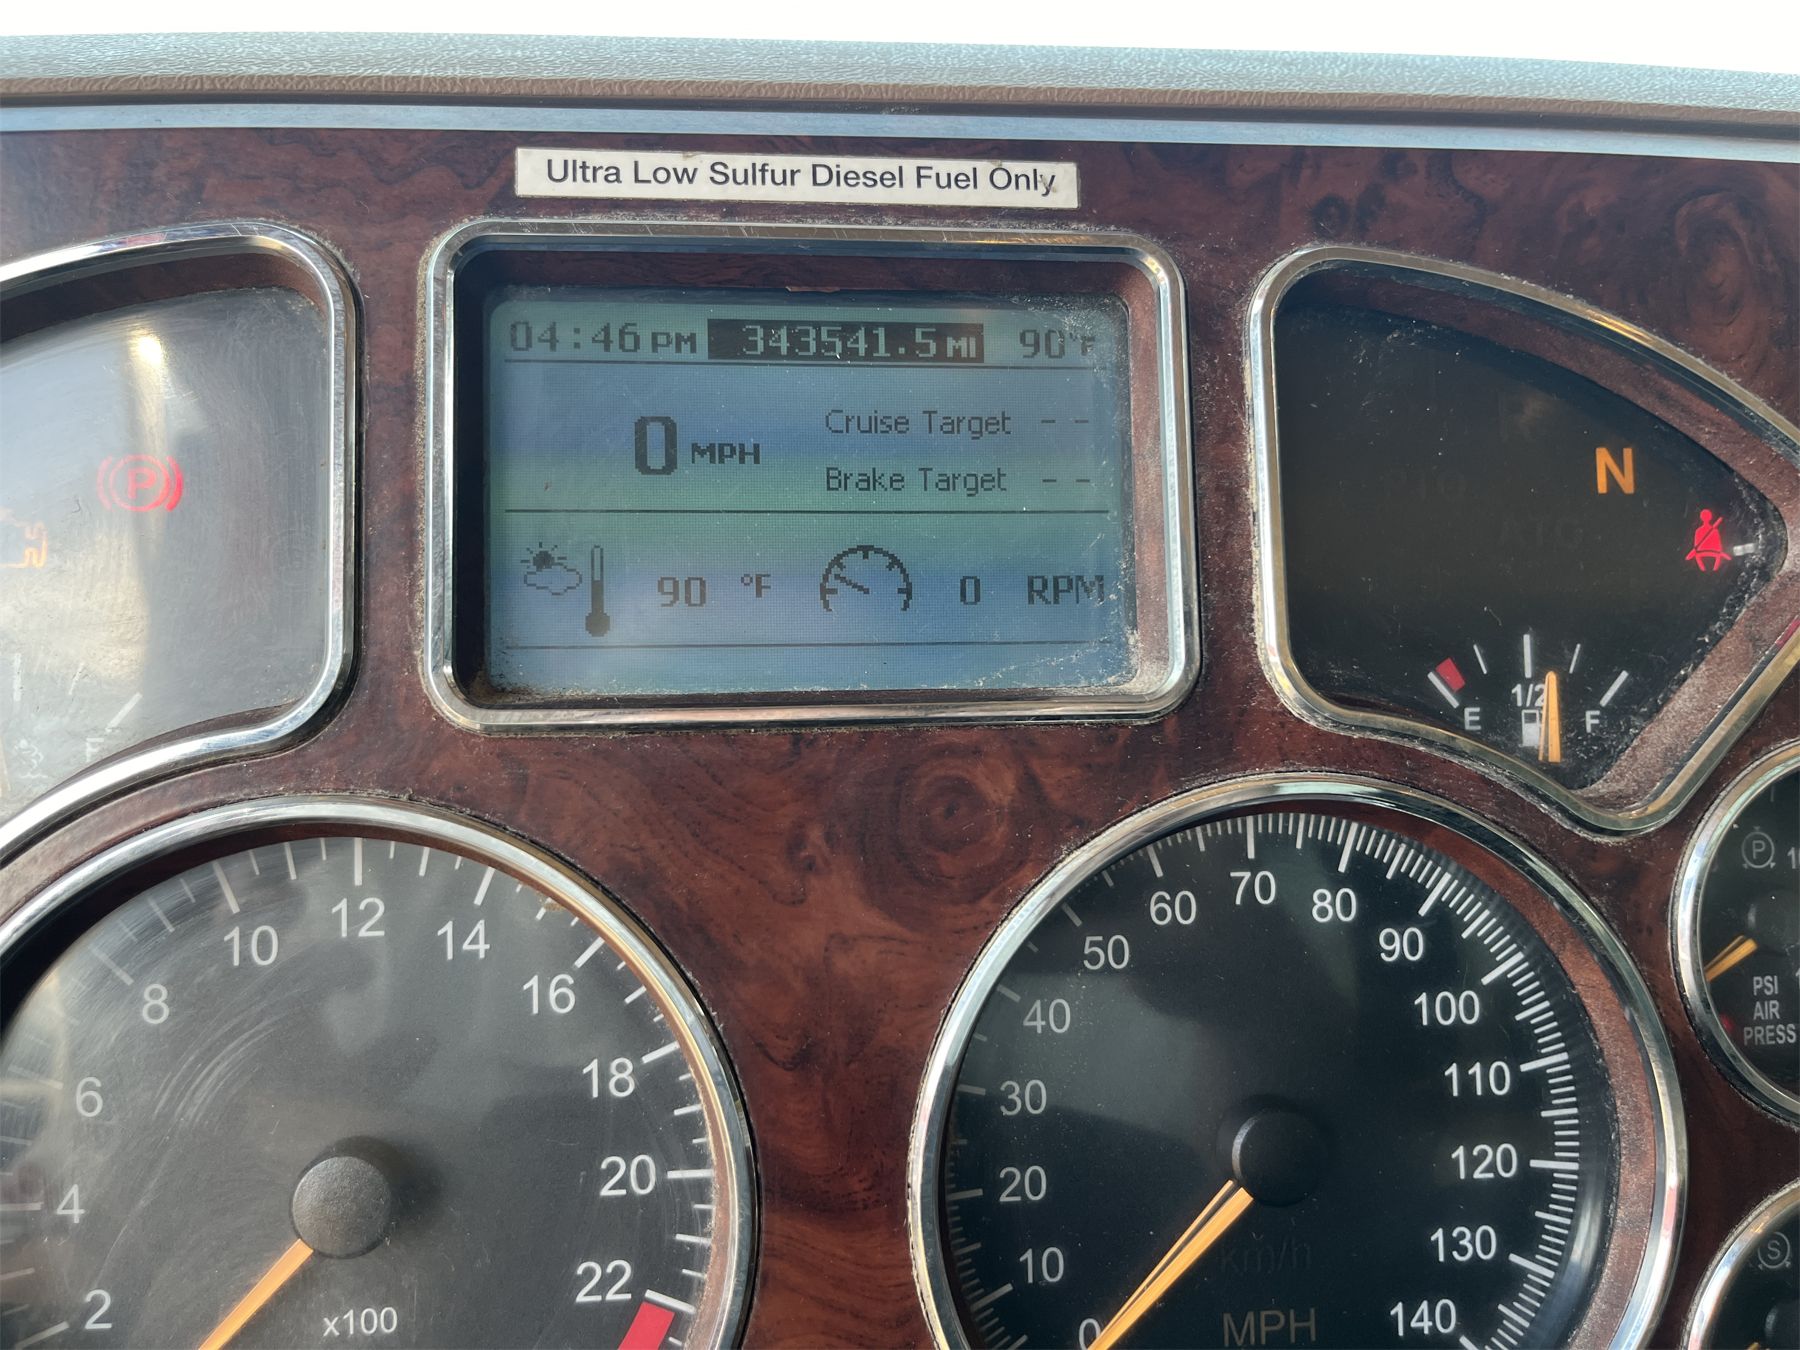 Ultra Low Sulfur Diesel Fuel Only
04:46 PM 343541.5 MI 90°F
0 MPH
Cruise Target - -
Brake Target - -
90 °F 0 RPM
P
N
E 1/2 F
2
4
6
8
10
12
14
16
18
20
22
x100
0
10
20
30
40
50
60
70
80
90
100
110
120
130
140
km/h
MPH
P
PSI
AIR
PRESS
S